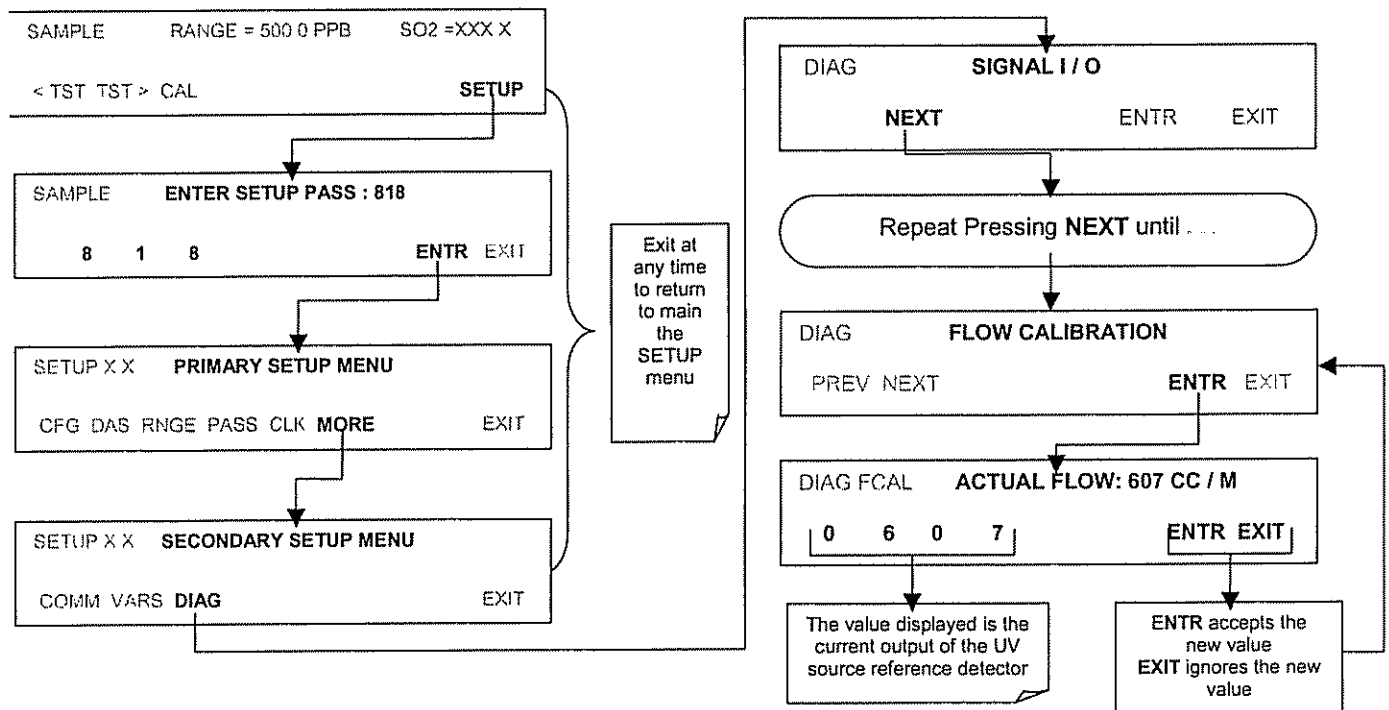 SAMPLE RANGE = 500 0 PPB SO2 =XXX X
< TST TST > CAL SETUP
SAMPLE ENTER SETUP PASS : 818
8 1 8 ENTR EXIT
SETUP X X PRIMARY SETUP MENU
CFG DAS RNGE PASS CLK MORE EXIT
SETUP X X SECONDARY SETUP MENU
COMM VARS DIAG EXIT
Exit at
any time
to return
to main
the
SETUP
menu
DIAG SIGNAL I / O
NEXT ENTR EXIT
Repeat Pressing NEXT until . . .
DIAG FLOW CALIBRATION
PREV NEXT ENTR EXIT
DIAG FCAL ACTUAL FLOW: 607 CC / M
0 6 0 7 ENTR EXIT
The value displayed is the
current output of the UV
source reference detector
ENTR accepts the
new value
EXIT ignores the new
value